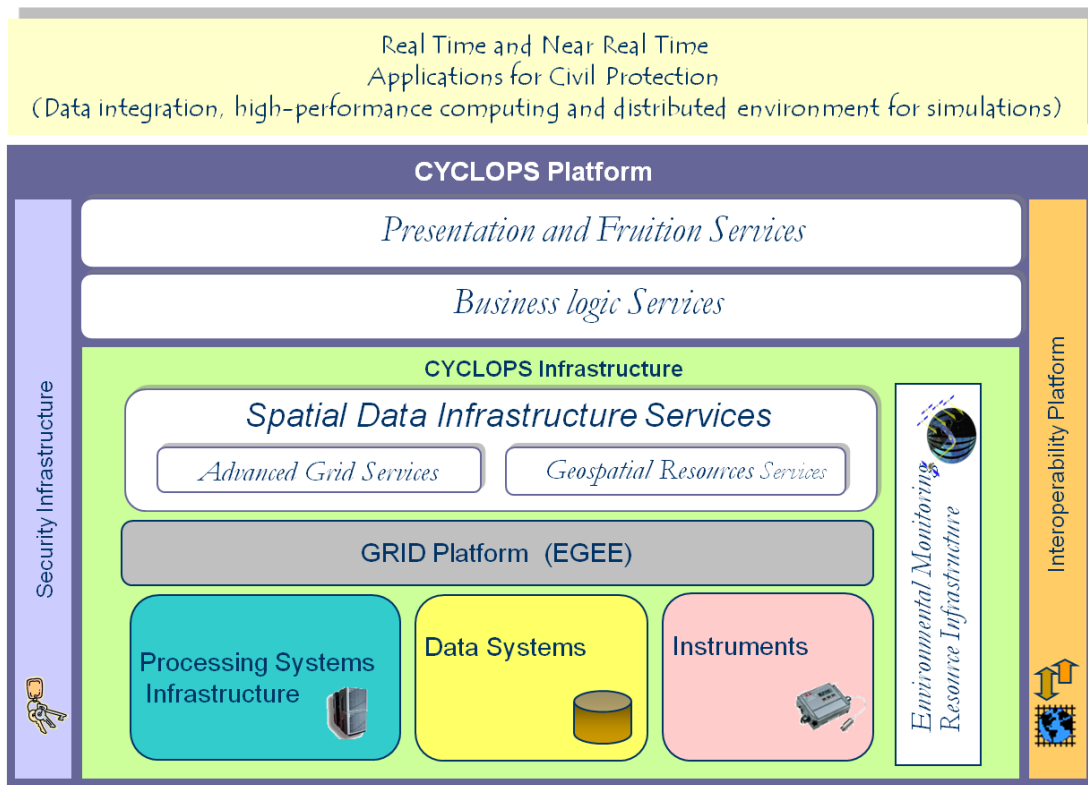 Real Time and Near Real Time
Applications for Civil Protection
(Data integration, high-performance computing and distributed environment for simulations)
CYCLOPS Platform
Presentation and Fruition Services
Business logic Services
CYCLOPS Infrastructure
Spatial Data Infrastructure Services
Advanced Grid Services
Geospatial Resources Services
GRID Platform (EGEE)
Processing Systems
Infrastructure
Data Systems
Instruments
Environmental Monitoring
Resource Infrastructure
Security Infrastructure
Interoperability Platform